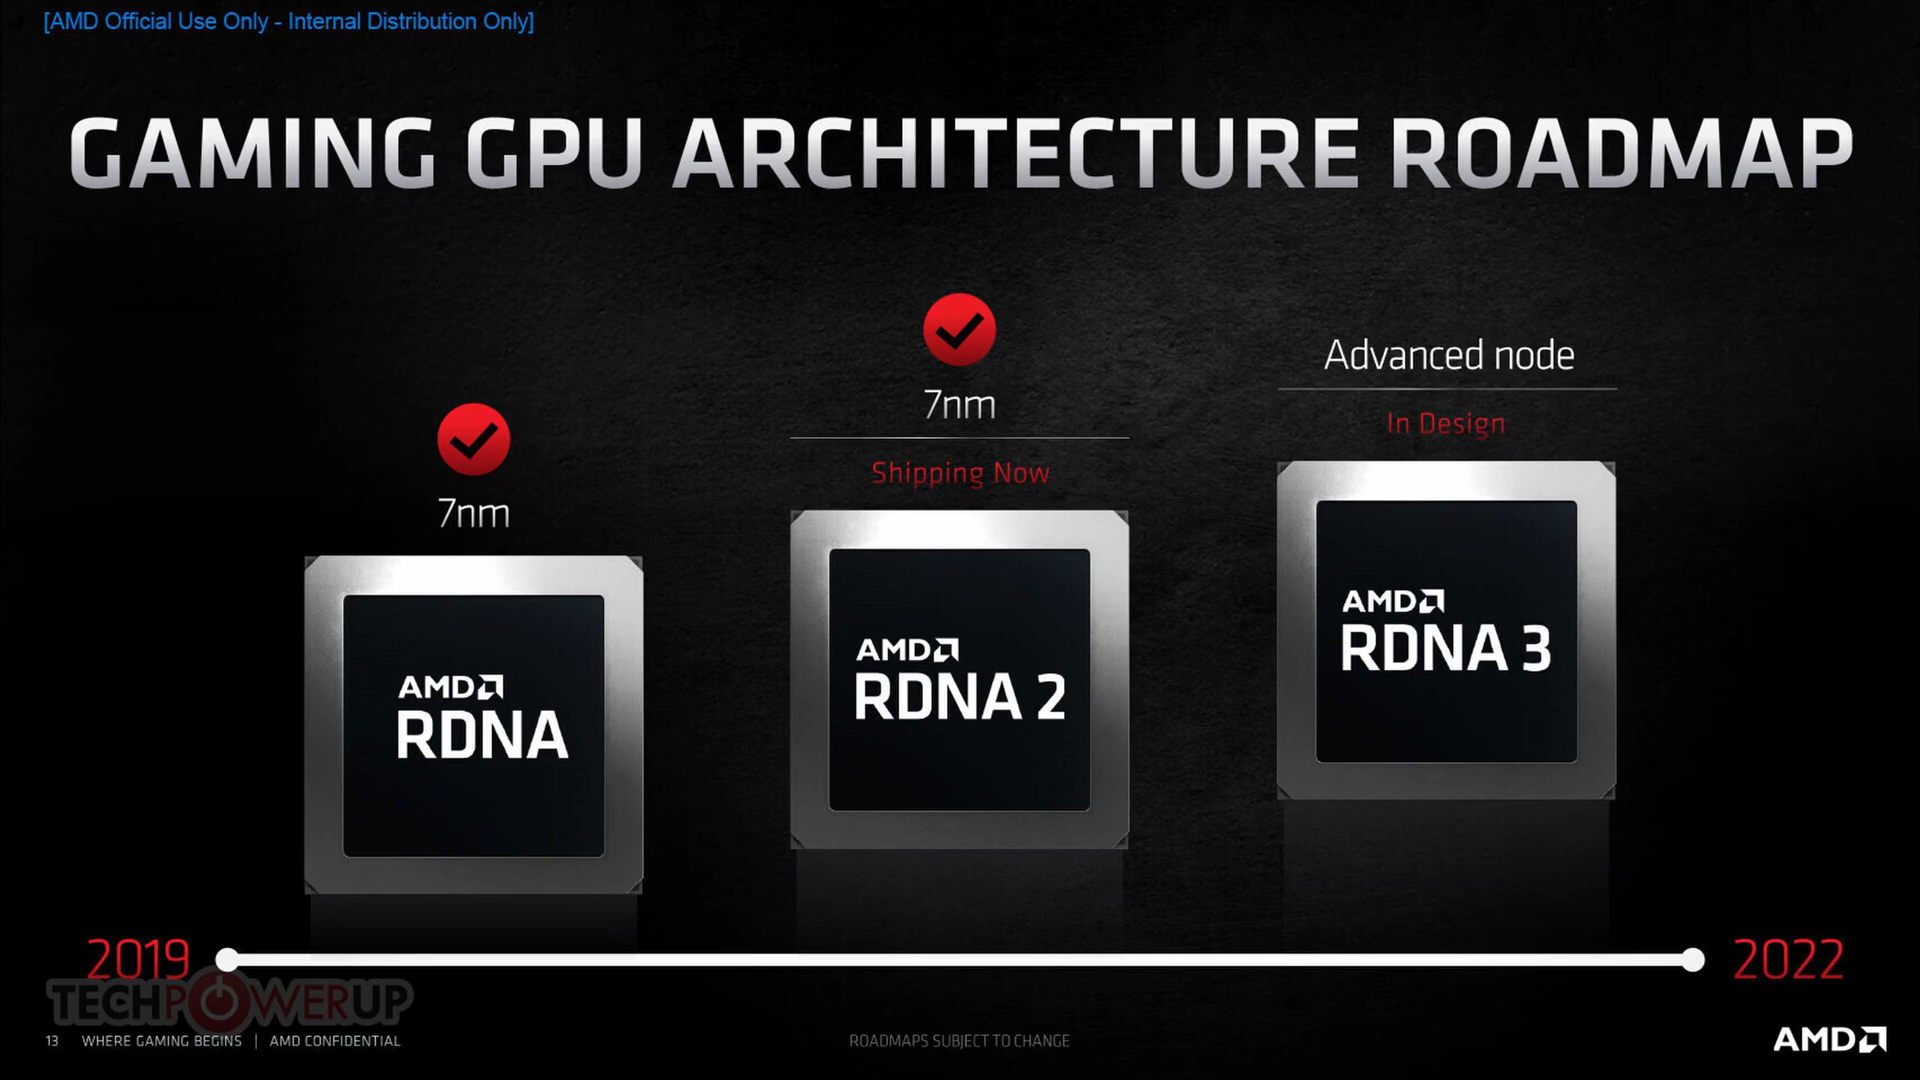 [AMD Official Use Only - Internal Distribution Only]
GAMING GPU ARCHITECTURE ROADMAP
7nm
AMD
RDNA
7nm
Shipping Now
AMD
RDNA 2
Advanced node
In Design
AMD
RDNA 3
2019
2022
TECHPOWERUP
13 WHERE GAMING BEGINS | AMD CONFIDENTIAL
ROADMAPS SUBJECT TO CHANGE
AMD